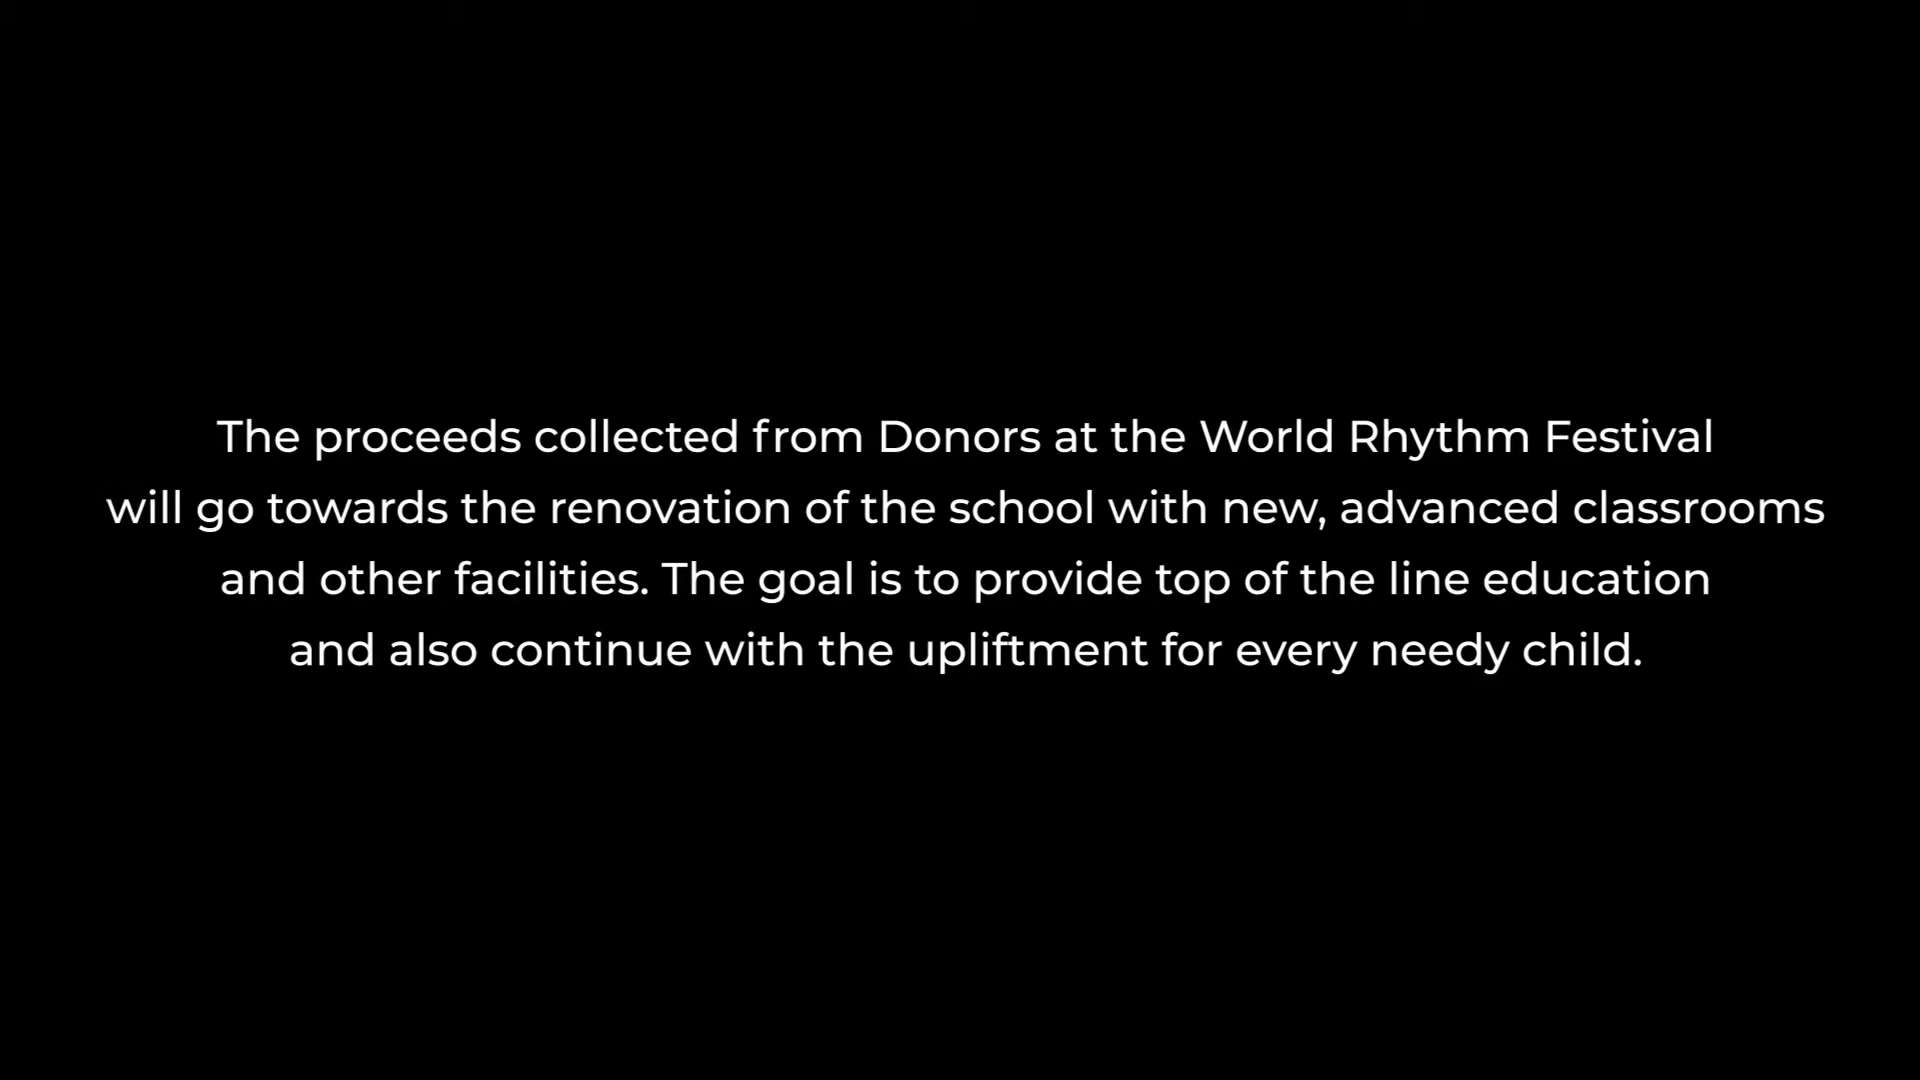 The proceeds collected from Donors at the World Rhythm Festival
will go towards the renovation of the school with new, advanced classrooms
and other facilities. The goal is to provide top of the line education
and also continue with the upliftment for every needy child.